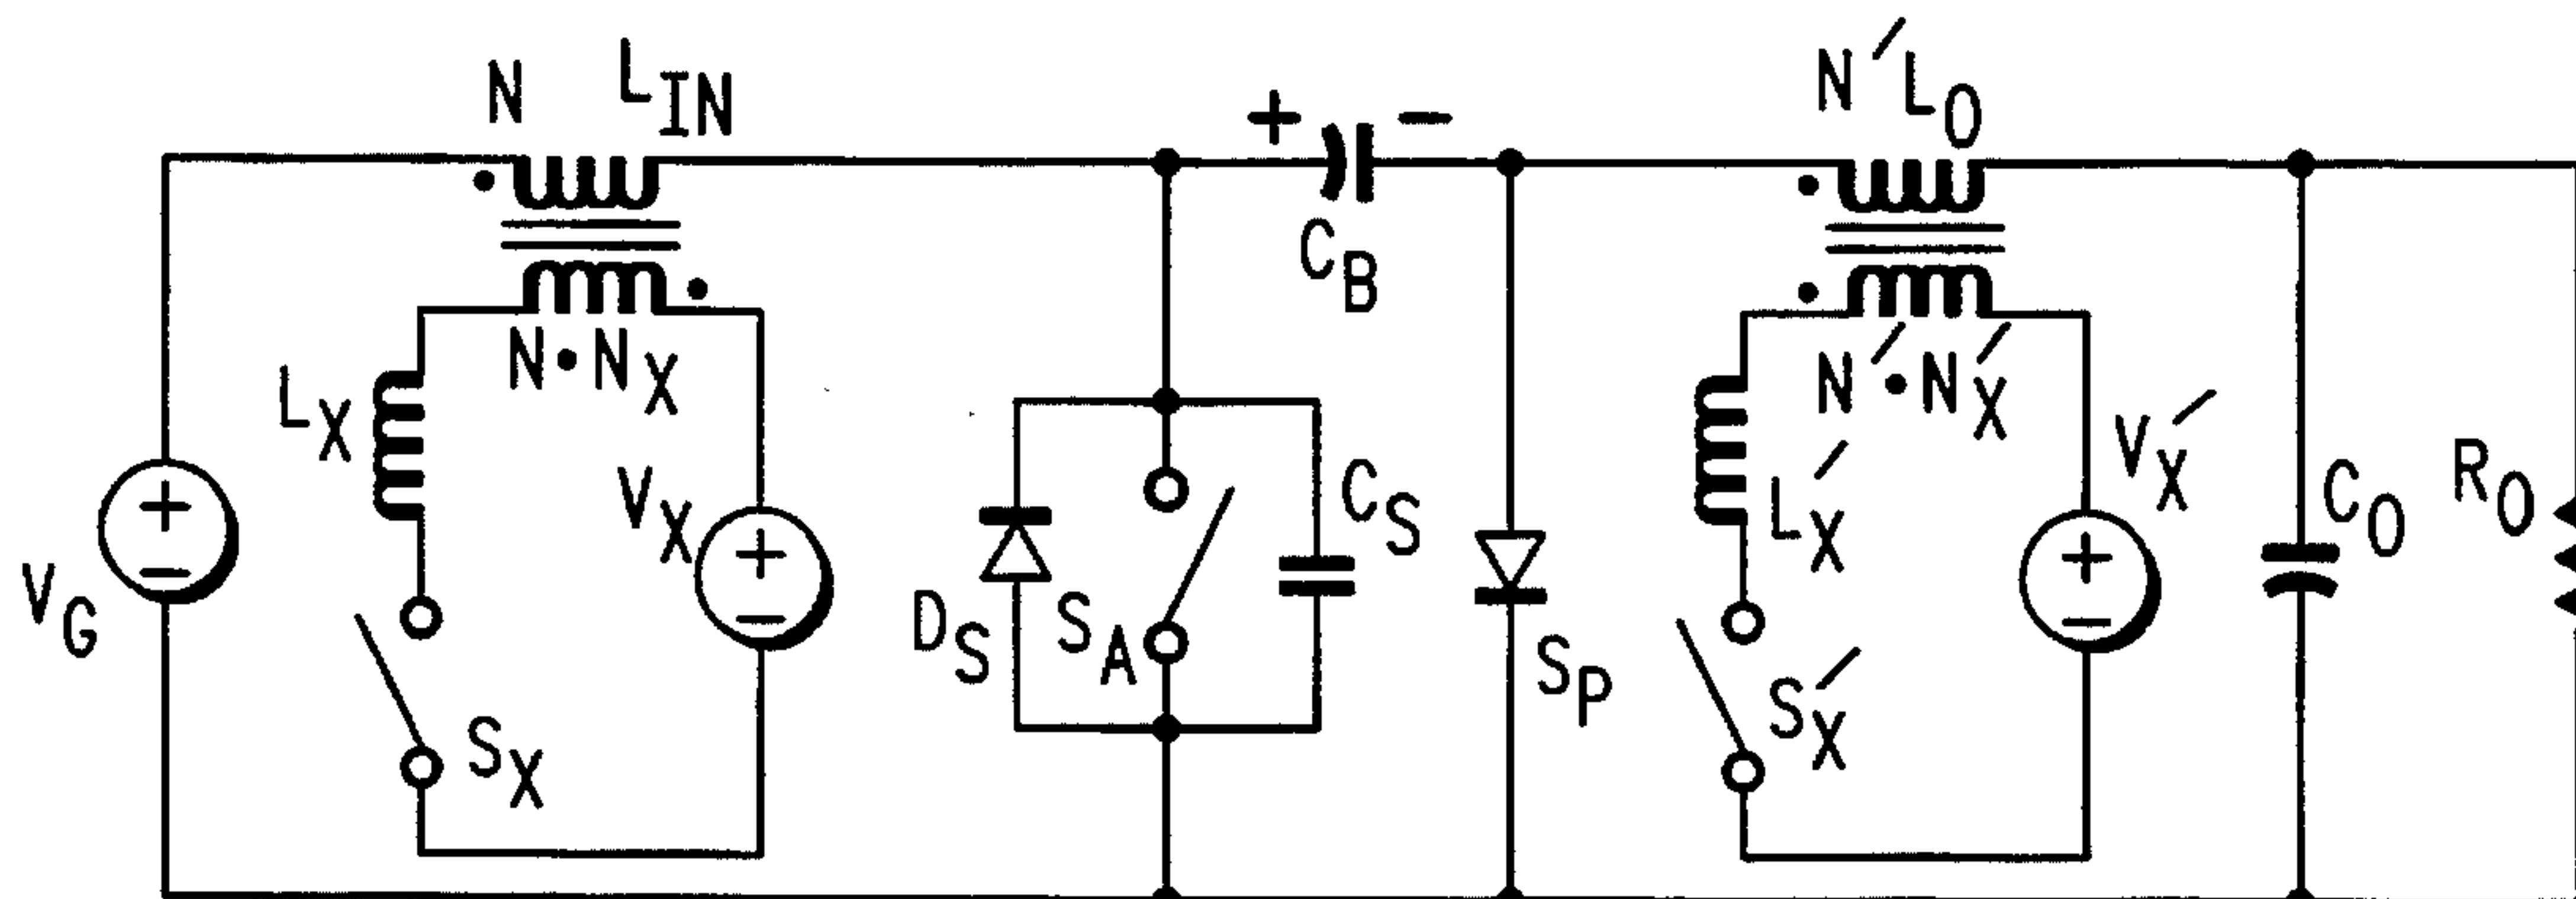 N L_IN
+ −
N′ L_O
C_B
N•N_X
L_X
V_X
+
−
V_G
+
−
S_X
D_S
S_A
C_S
S_P
N′•N′_X
L′_X
V′_X
+
−
S′_X
C_O
R_O